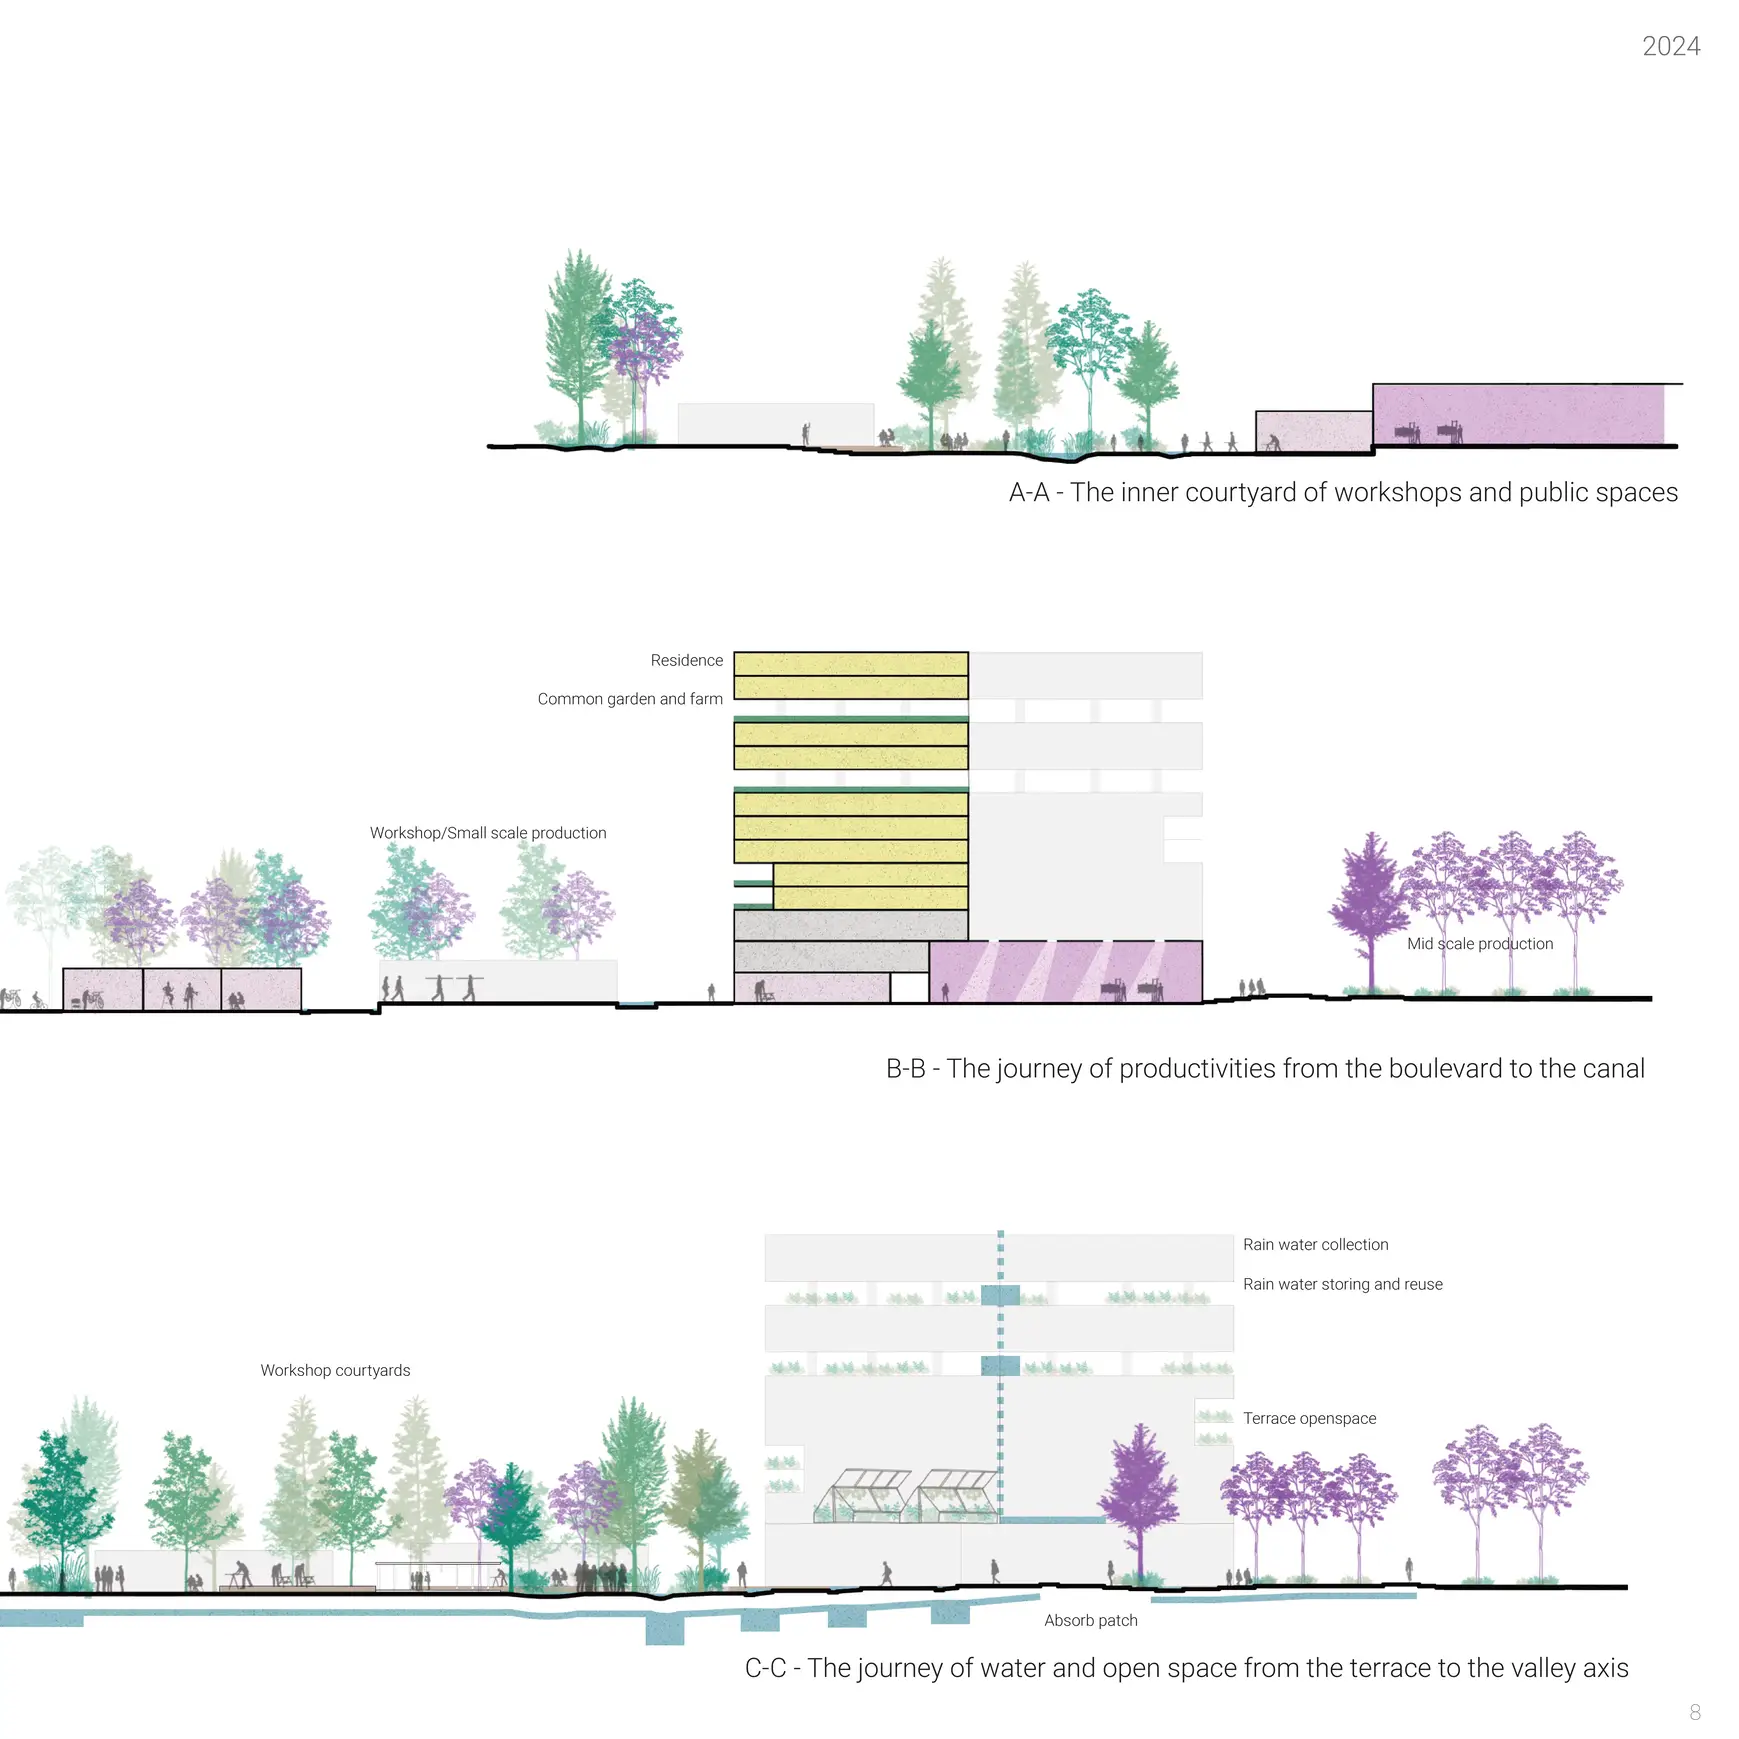 2024
A-A - The inner courtyard of workshops and public spaces
Residence
Common garden and farm
Workshop/Small scale production
Mid scale production
B-B - The journey of productivities from the boulevard to the canal
Rain water collection
Rain water storing and reuse
Workshop courtyards
Terrace openspace
Absorb patch
C-C - The journey of water and open space from the terrace to the valley axis
8